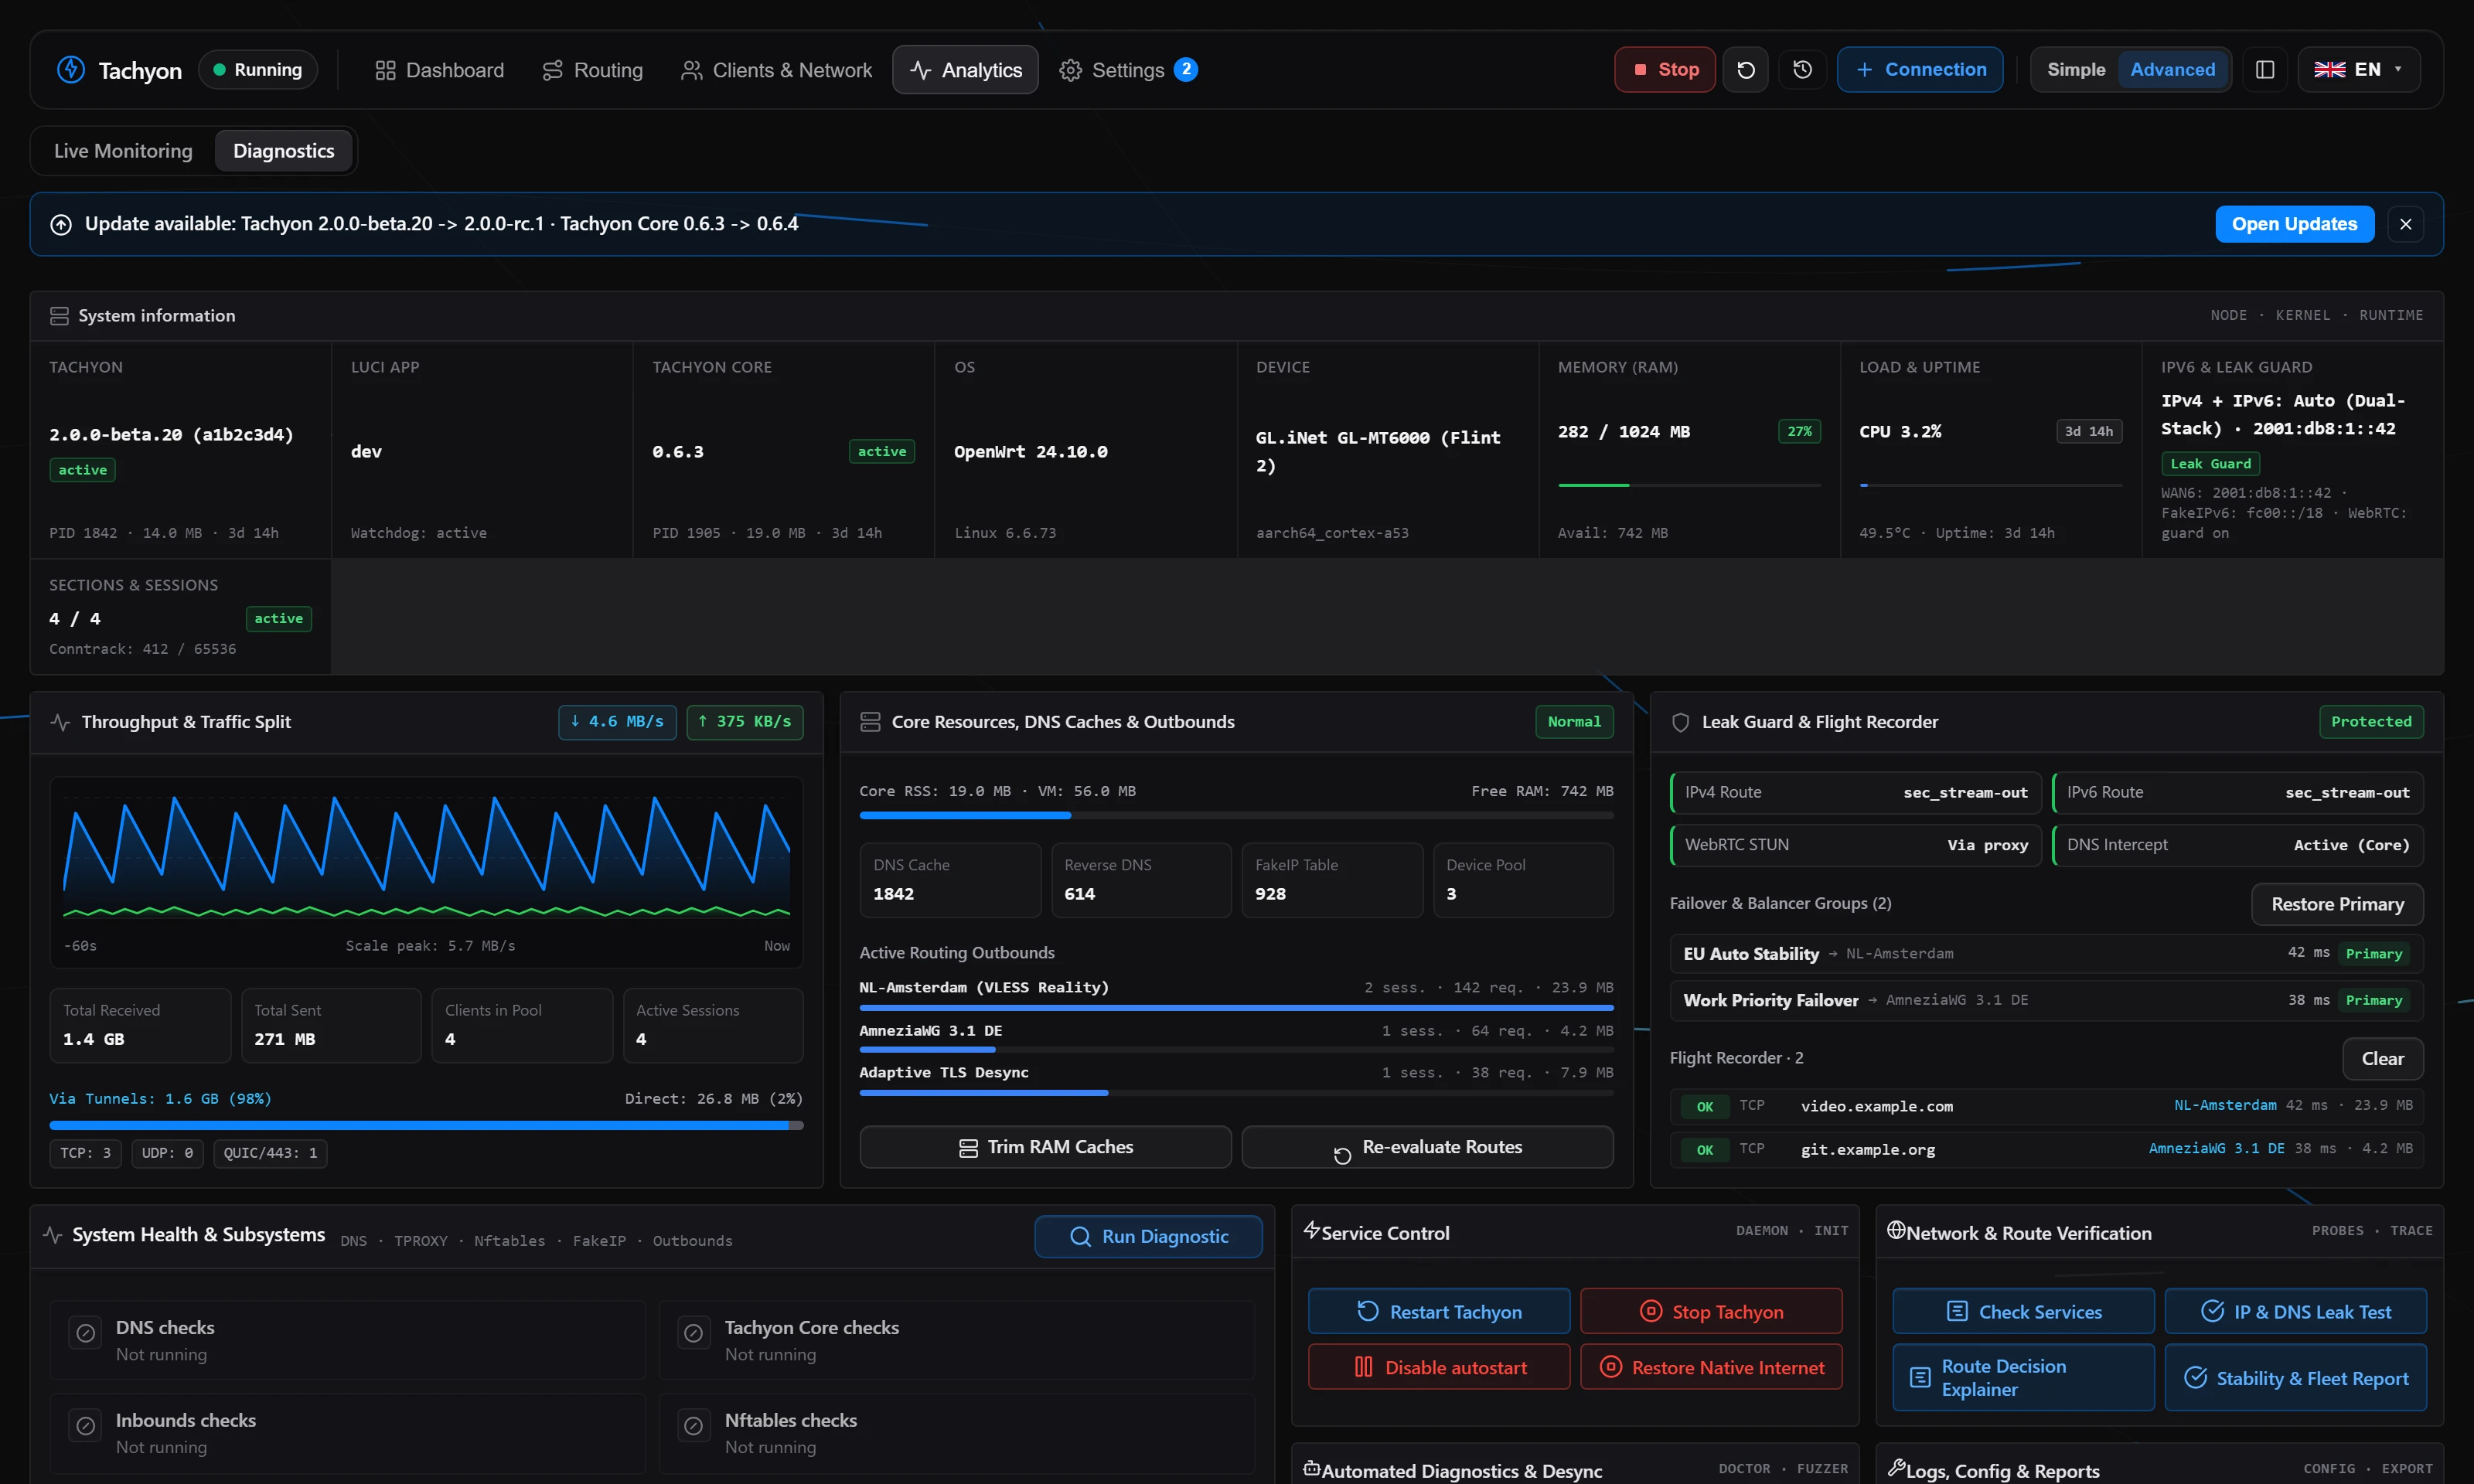 Tachyon
Running
Dashboard
Routing
Clients & Network
Analytics
Settings 2
Stop
+ Connection
Simple
Advanced
EN
Live Monitoring
Diagnostics
Update available: Tachyon 2.0.0-beta.20 -> 2.0.0-rc.1 · Tachyon Core 0.6.3 -> 0.6.4
Open Updates
System information
NODE · KERNEL · RUNTIME
TACHYON
2.0.0-beta.20 (a1b2c3d4)
active
PID 1842 · 14.0 MB · 3d 14h
LUCI APP
dev
Watchdog: active
TACHYON CORE
0.6.3
active
PID 1905 · 19.0 MB · 3d 14h
OS
OpenWrt 24.10.0
Linux 6.6.73
DEVICE
GL.iNet GL-MT6000 (Flint
2)
aarch64_cortex-a53
MEMORY (RAM)
282 / 1024 MB
27%
Avail: 742 MB
LOAD & UPTIME
CPU 3.2%
3d 14h
49.5°C · Uptime: 3d 14h
IPV6 & LEAK GUARD
IPv4 + IPv6: Auto (Dual-
Stack) • 2001:db8:1::42
Leak Guard
WAN6: 2001:db8:1::42 ·
FakeIPv6: fc00::/18 · WebRTC:
guard on
SECTIONS & SESSIONS
4 / 4
active
Conntrack: 412 / 65536
Throughput & Traffic Split
↓ 4.6 MB/s
↑ 375 KB/s
-60s
Scale peak: 5.7 MB/s
Now
Total Received
1.4 GB
Total Sent
271 MB
Clients in Pool
4
Active Sessions
4
Via Tunnels: 1.6 GB (98%)
Direct: 26.8 MB (2%)
TCP: 3
UDP: 0
QUIC/443: 1
Core Resources, DNS Caches & Outbounds
Normal
Core RSS: 19.0 MB · VM: 56.0 MB
Free RAM: 742 MB
DNS Cache
1842
Reverse DNS
614
FakeIP Table
928
Device Pool
3
Active Routing Outbounds
NL-Amsterdam (VLESS Reality)
2 sess. · 142 req. · 23.9 MB
AmneziaWG 3.1 DE
1 sess. · 64 req. · 4.2 MB
Adaptive TLS Desync
1 sess. · 38 req. · 7.9 MB
Trim RAM Caches
Re-evaluate Routes
Leak Guard & Flight Recorder
Protected
IPv4 Route
sec_stream-out
IPv6 Route
sec_stream-out
WebRTC STUN
Via proxy
DNS Intercept
Active (Core)
Failover & Balancer Groups (2)
Restore Primary
EU Auto Stability → NL-Amsterdam
42 ms
Primary
Work Priority Failover → AmneziaWG 3.1 DE
38 ms
Primary
Flight Recorder · 2
Clear
OK TCP video.example.com
NL-Amsterdam 42 ms · 23.9 MB
OK TCP git.example.org
AmneziaWG 3.1 DE 38 ms · 4.2 MB
System Health & Subsystems
DNS · TPROXY · Nftables · FakeIP · Outbounds
Run Diagnostic
DNS checks
Not running
Tachyon Core checks
Not running
Inbounds checks
Not running
Nftables checks
Not running
Service Control
DAEMON · INIT
Restart Tachyon
Stop Tachyon
Disable autostart
Restore Native Internet
Network & Route Verification
PROBES · TRACE
Check Services
IP & DNS Leak Test
Route Decision
Explainer
Stability & Fleet Report
Automated Diagnostics & Desync
DOCTOR · FUZZER
Logs, Config & Reports
CONFIG · EXPORT